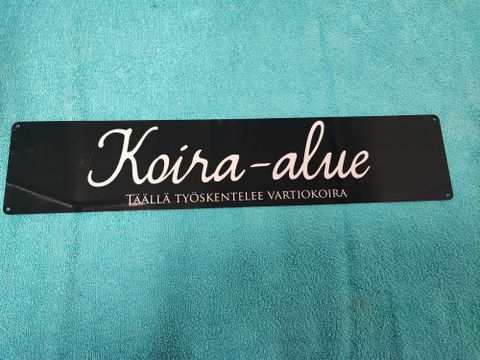 Koira-alue
TÄÄLLÄ TYÖSKENTELEE VARTIOKOIRA